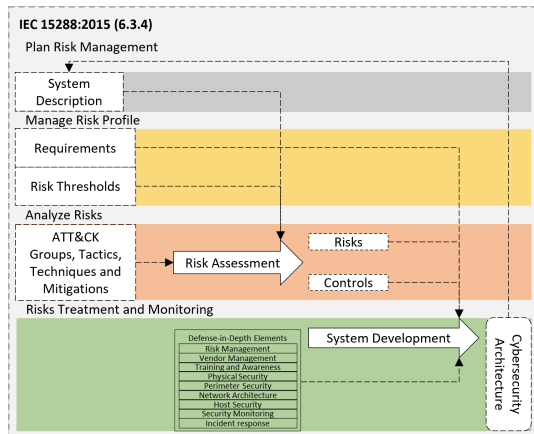 IEC 15288:2015 (6.3.4)
Plan Risk Management
System
Description
Manage Risk Profile
Requirements
Risk Thresholds
Analyze Risks
ATT&CK
Groups, Tactics,
Techniques and
Mitigations
Risk Assessment
Risks
Controls
Risks Treatment and Monitoring
Defense-in-Depth Elements
Risk Management
Vendor Management
Training and Awareness
Physical Security
Perimeter Security
Network Architecture
Host Security
Security Monitoring
Incident response
System Development
Cybersecurity
Architecture